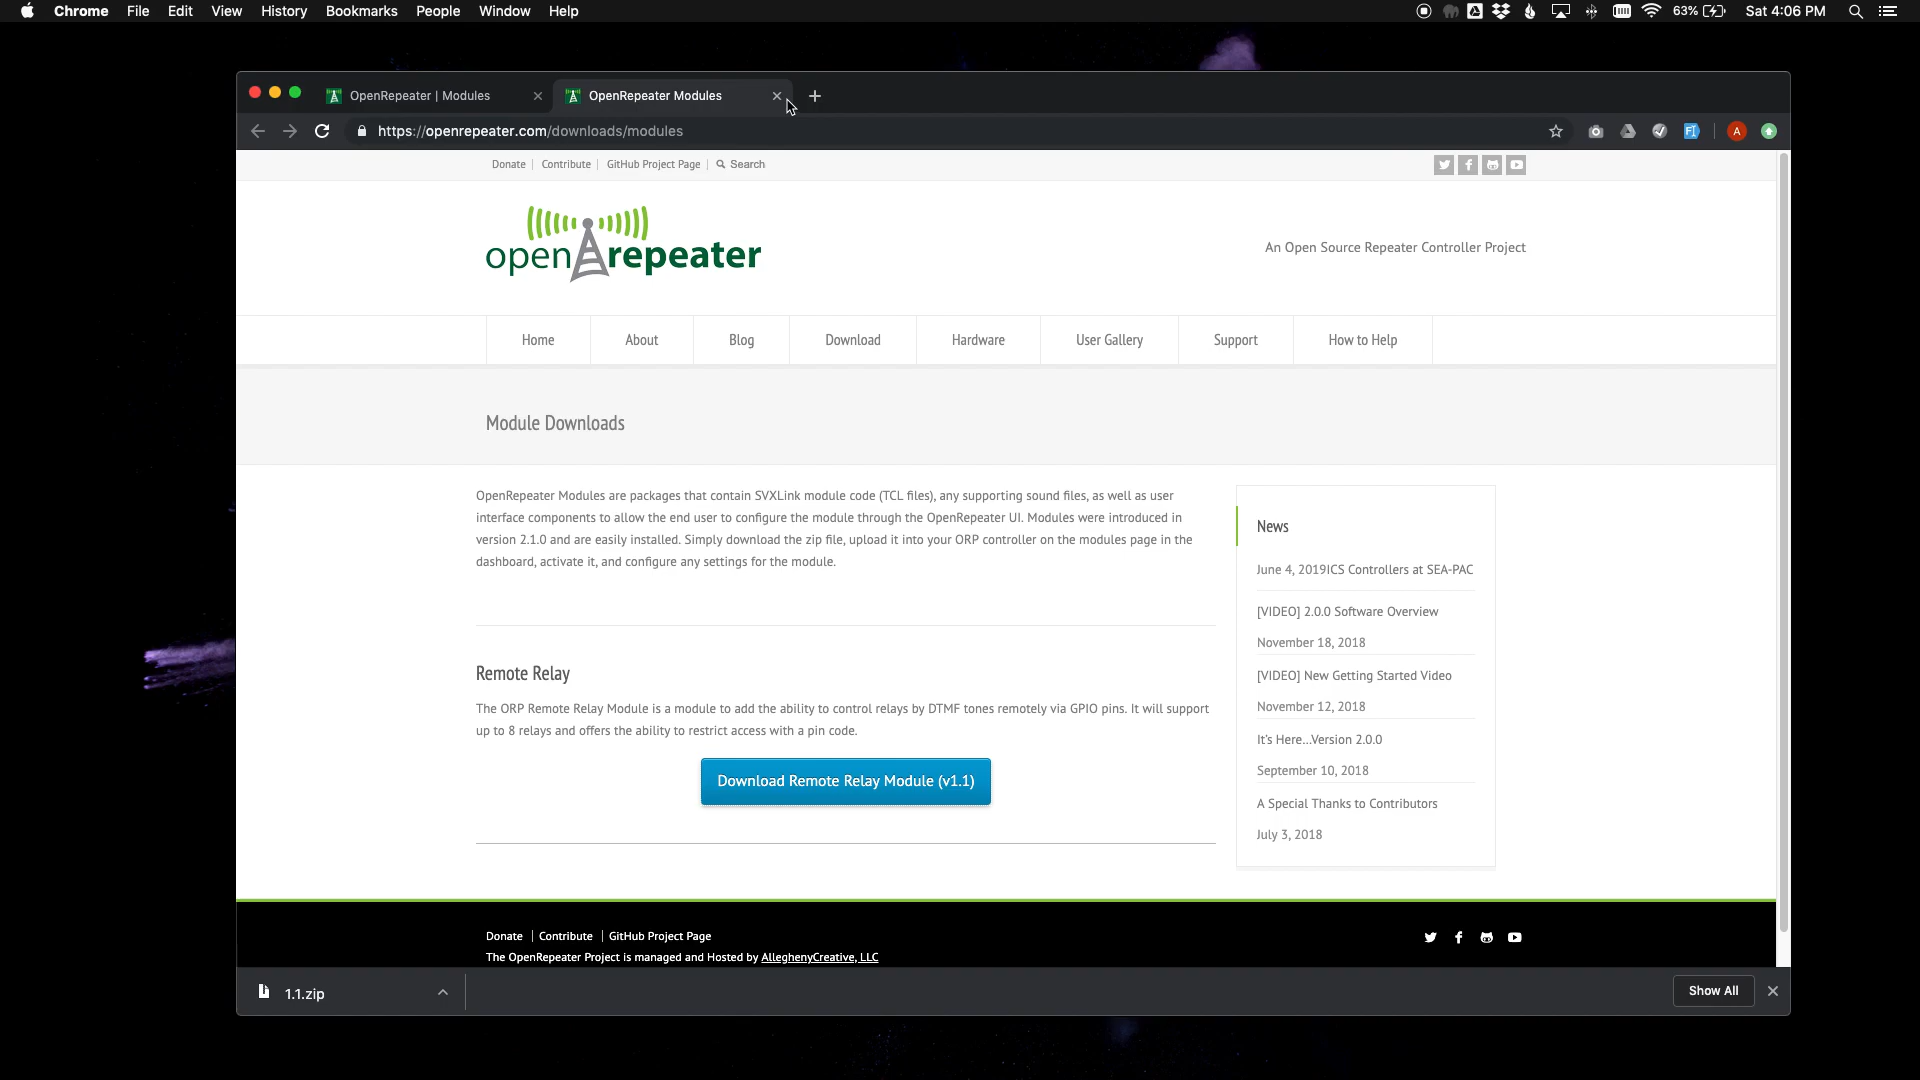 Chrome File Edit View History Bookmarks People Window Help 63% Sat 4:06 PM
OpenRepeater | Modules
OpenRepeater Modules
https://openrepeater.com/downloads/modules
A
Donate | Contribute | GitHub Project Page | Search
openrepeater
An Open Source Repeater Controller Project
Home About Blog Download Hardware User Gallery Support How to Help
Module Downloads
OpenRepeater Modules are packages that contain SVXLink module code (TCL files), any supporting sound files, as well as user
interface components to allow the end user to configure the module through the OpenRepeater UI. Modules were introduced in
version 2.1.0 and are easily installed. Simply download the zip file, upload it into your ORP controller on the modules page in the
dashboard, activate it, and configure any settings for the module.
Remote Relay
The ORP Remote Relay Module is a module to add the ability to control relays by DTMF tones remotely via GPIO pins. It will support
up to 8 relays and offers the ability to restrict access with a pin code.
Download Remote Relay Module (v1.1)
News
June 4, 2019ICS Controllers at SEA-PAC
[VIDEO] 2.0.0 Software Overview
November 18, 2018
[VIDEO] New Getting Started Video
November 12, 2018
It's Here...Version 2.0.0
September 10, 2018
A Special Thanks to Contributors
July 3, 2018
Donate | Contribute | GitHub Project Page
The OpenRepeater Project is managed and Hosted by AlleghenyCreative, LLC
1.1.zip
Show All